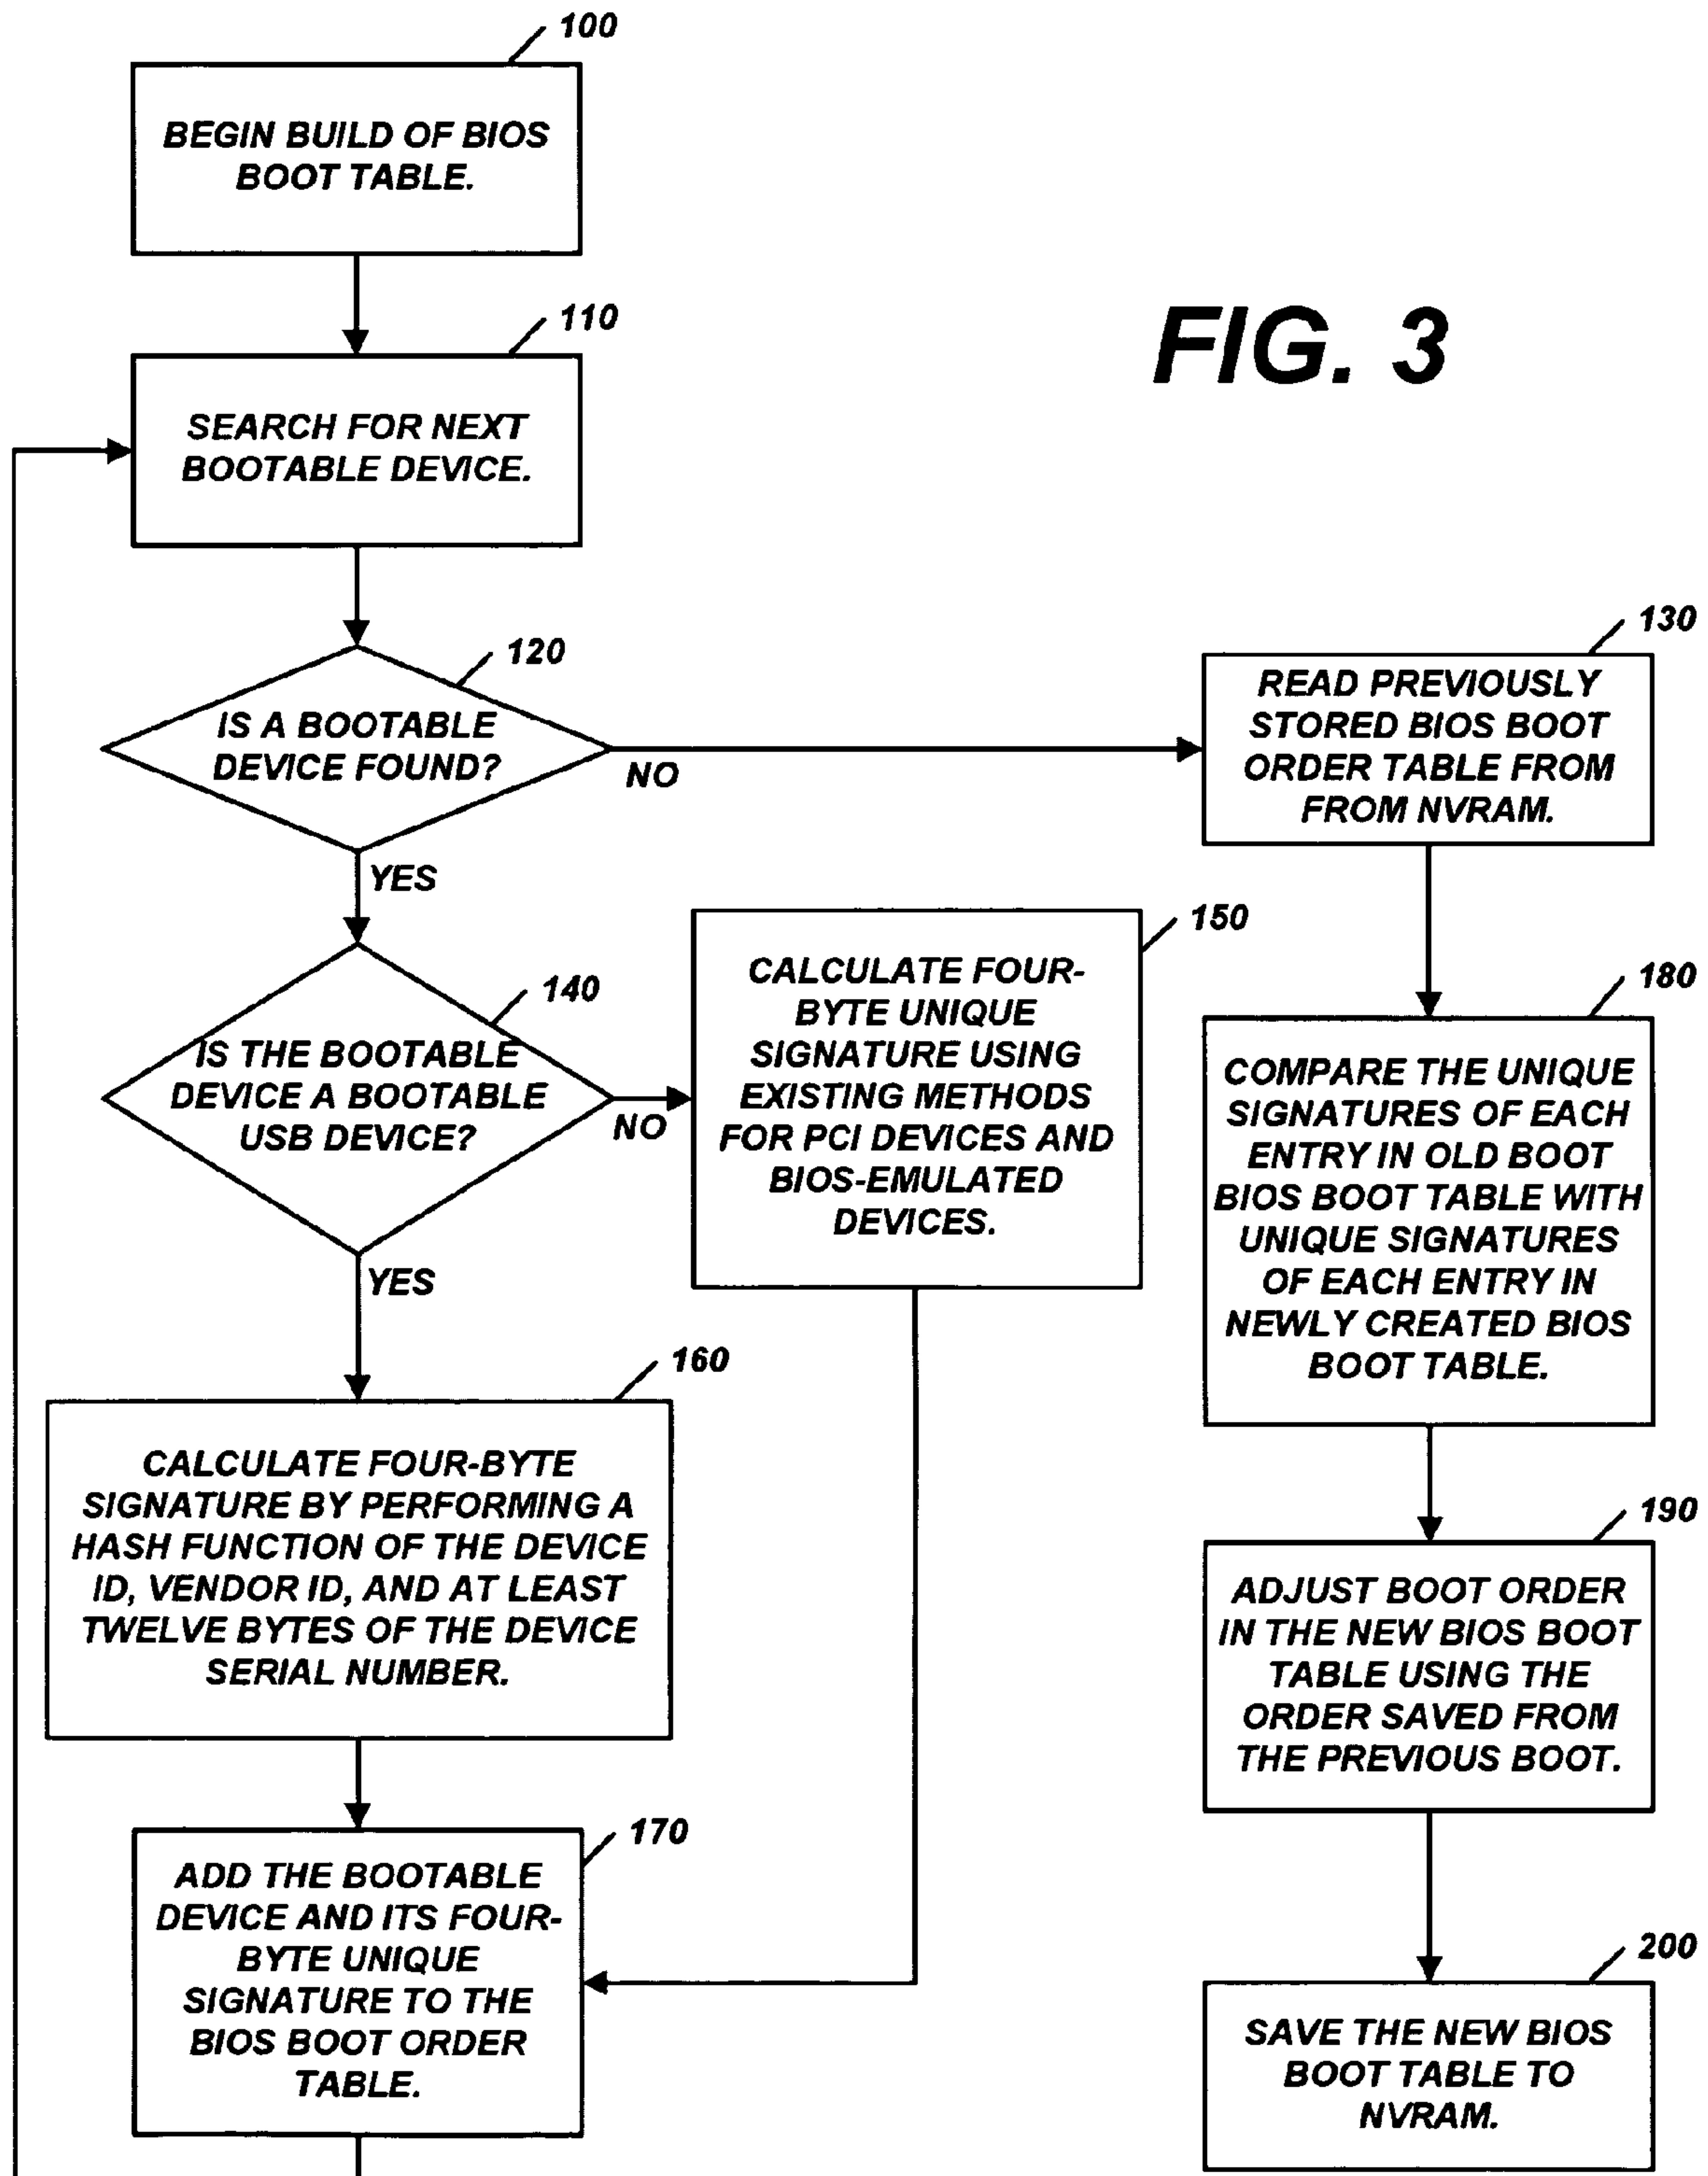 100
BEGIN BUILD OF BIOS
BOOT TABLE.
110
SEARCH FOR NEXT
BOOTABLE DEVICE.
FIG. 3
120
IS A BOOTABLE
DEVICE FOUND?
NO
YES
130
READ PREVIOUSLY
STORED BIOS BOOT
ORDER TABLE FROM
FROM NVRAM.
140
IS THE BOOTABLE
DEVICE A BOOTABLE
USB DEVICE?
NO
YES
150
CALCULATE FOUR-
BYTE UNIQUE
SIGNATURE USING
EXISTING METHODS
FOR PCI DEVICES AND
BIOS-EMULATED
DEVICES.
180
COMPARE THE UNIQUE
SIGNATURES OF EACH
ENTRY IN OLD BOOT
BIOS BOOT TABLE WITH
UNIQUE SIGNATURES
OF EACH ENTRY IN
NEWLY CREATED BIOS
BOOT TABLE.
160
CALCULATE FOUR-BYTE
SIGNATURE BY PERFORMING A
HASH FUNCTION OF THE DEVICE
ID, VENDOR ID, AND AT LEAST
TWELVE BYTES OF THE DEVICE
SERIAL NUMBER.
190
ADJUST BOOT ORDER
IN THE NEW BIOS BOOT
TABLE USING THE
ORDER SAVED FROM
THE PREVIOUS BOOT.
170
ADD THE BOOTABLE
DEVICE AND ITS FOUR-
BYTE UNIQUE
SIGNATURE TO THE
BIOS BOOT ORDER
TABLE.
200
SAVE THE NEW BIOS
BOOT TABLE TO
NVRAM.